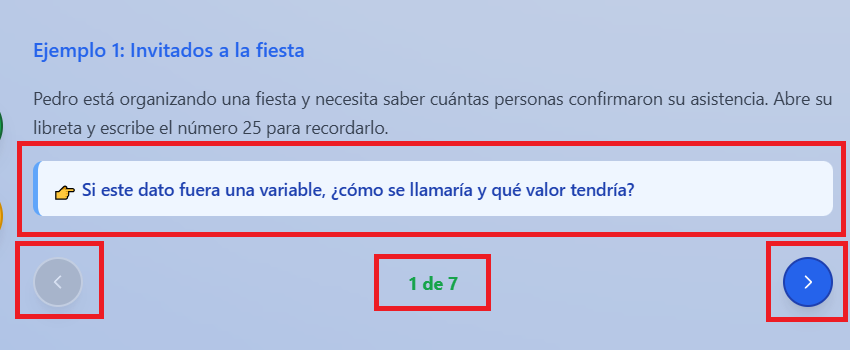 Ejemplo 1: Invitados a la fiesta
Pedro está organizando una fiesta y necesita saber cuántas personas confirmaron su asistencia. Abre su
libreta y escribe el número 25 para recordarlo.
👉 Si este dato fuera una variable, ¿cómo se llamaría y qué valor tendría?
1 de 7